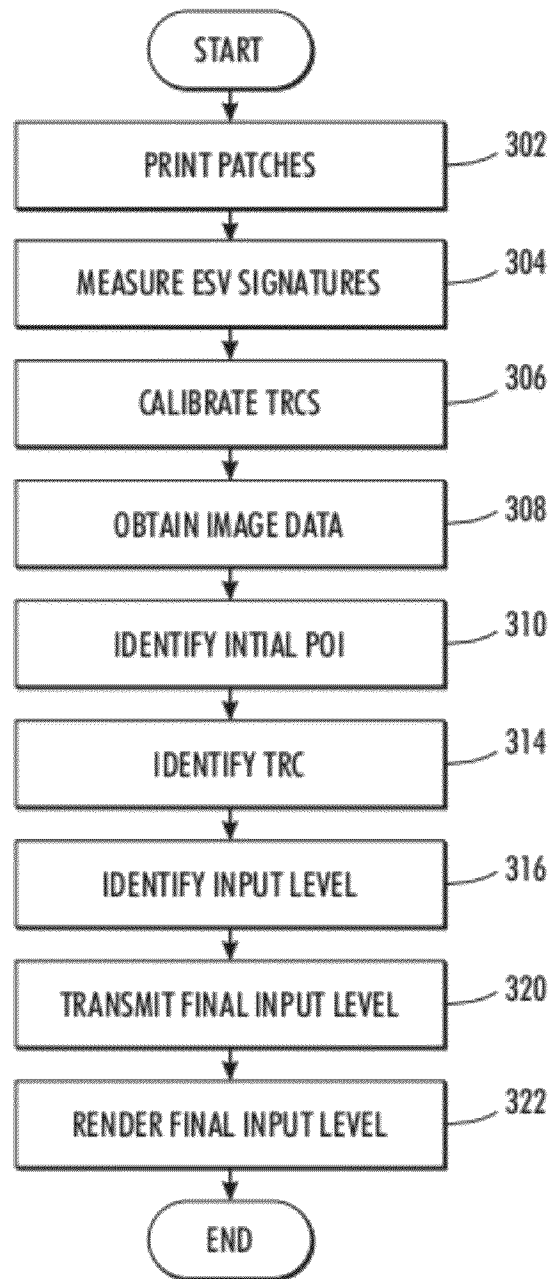 START
PRINT PATCHES
302
MEASURE ESV SIGNATURES
304
CALIBRATE TRCS
306
OBTAIN IMAGE DATA
308
IDENTIFY INTIAL POI
310
IDENTIFY TRC
314
IDENTIFY INPUT LEVEL
316
TRANSMIT FINAL INPUT LEVEL
320
RENDER FINAL INPUT LEVEL
322
END